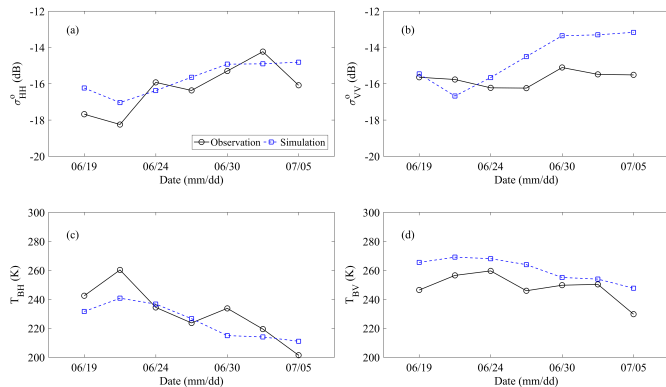 (a)
-12
-14
-16
-18
-20
σ°HH (dB)
Observation
Simulation
06/19
06/24
06/30
07/05
Date (mm/dd)
(b)
-12
-14
-16
-18
-20
σ°VV (dB)
06/19
06/24
06/30
07/05
Date (mm/dd)
(c)
300
280
260
240
220
200
TBH (K)
06/19
06/24
06/30
07/05
Date (mm/dd)
(d)
300
280
260
240
220
200
TBV (K)
06/19
06/24
06/30
07/05
Date (mm/dd)